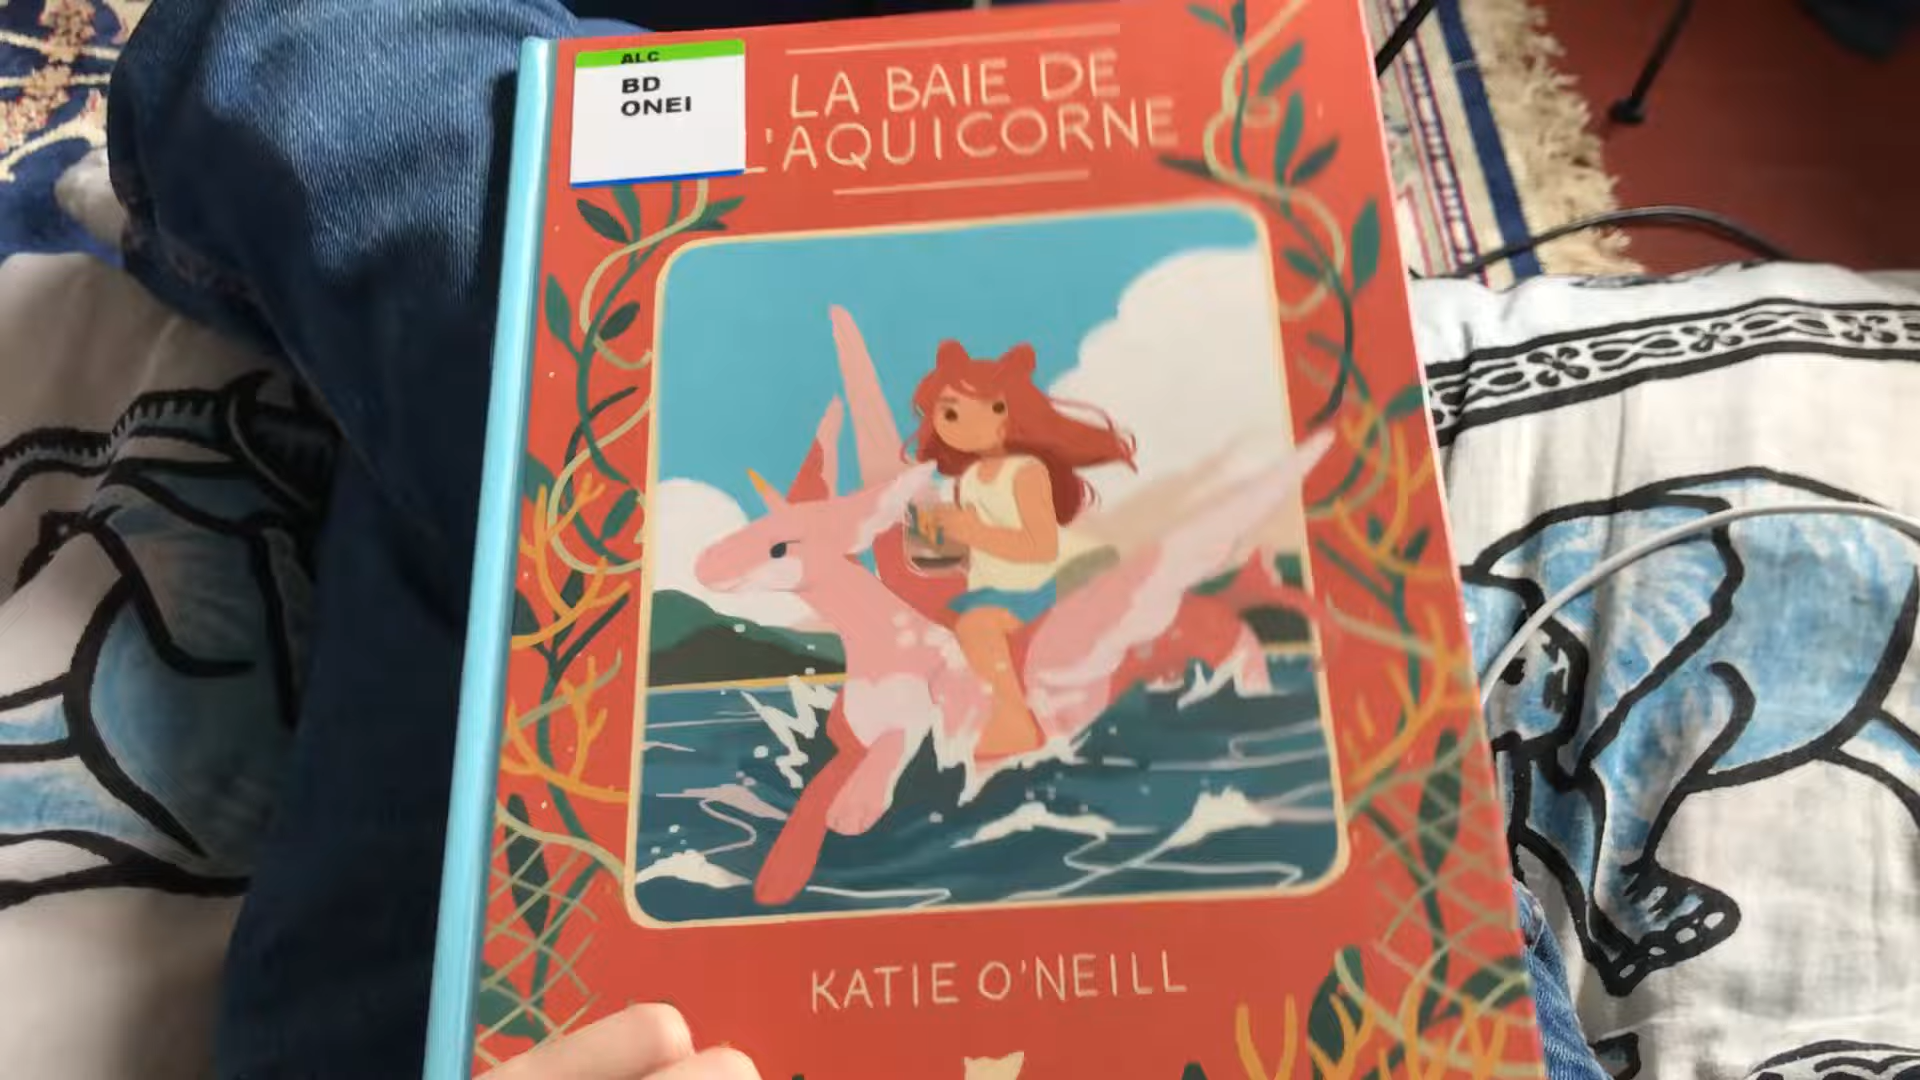 ALC
BD
ONEI
LA BAIE DE
L'AQUICORNE
KATIE O'NEILL